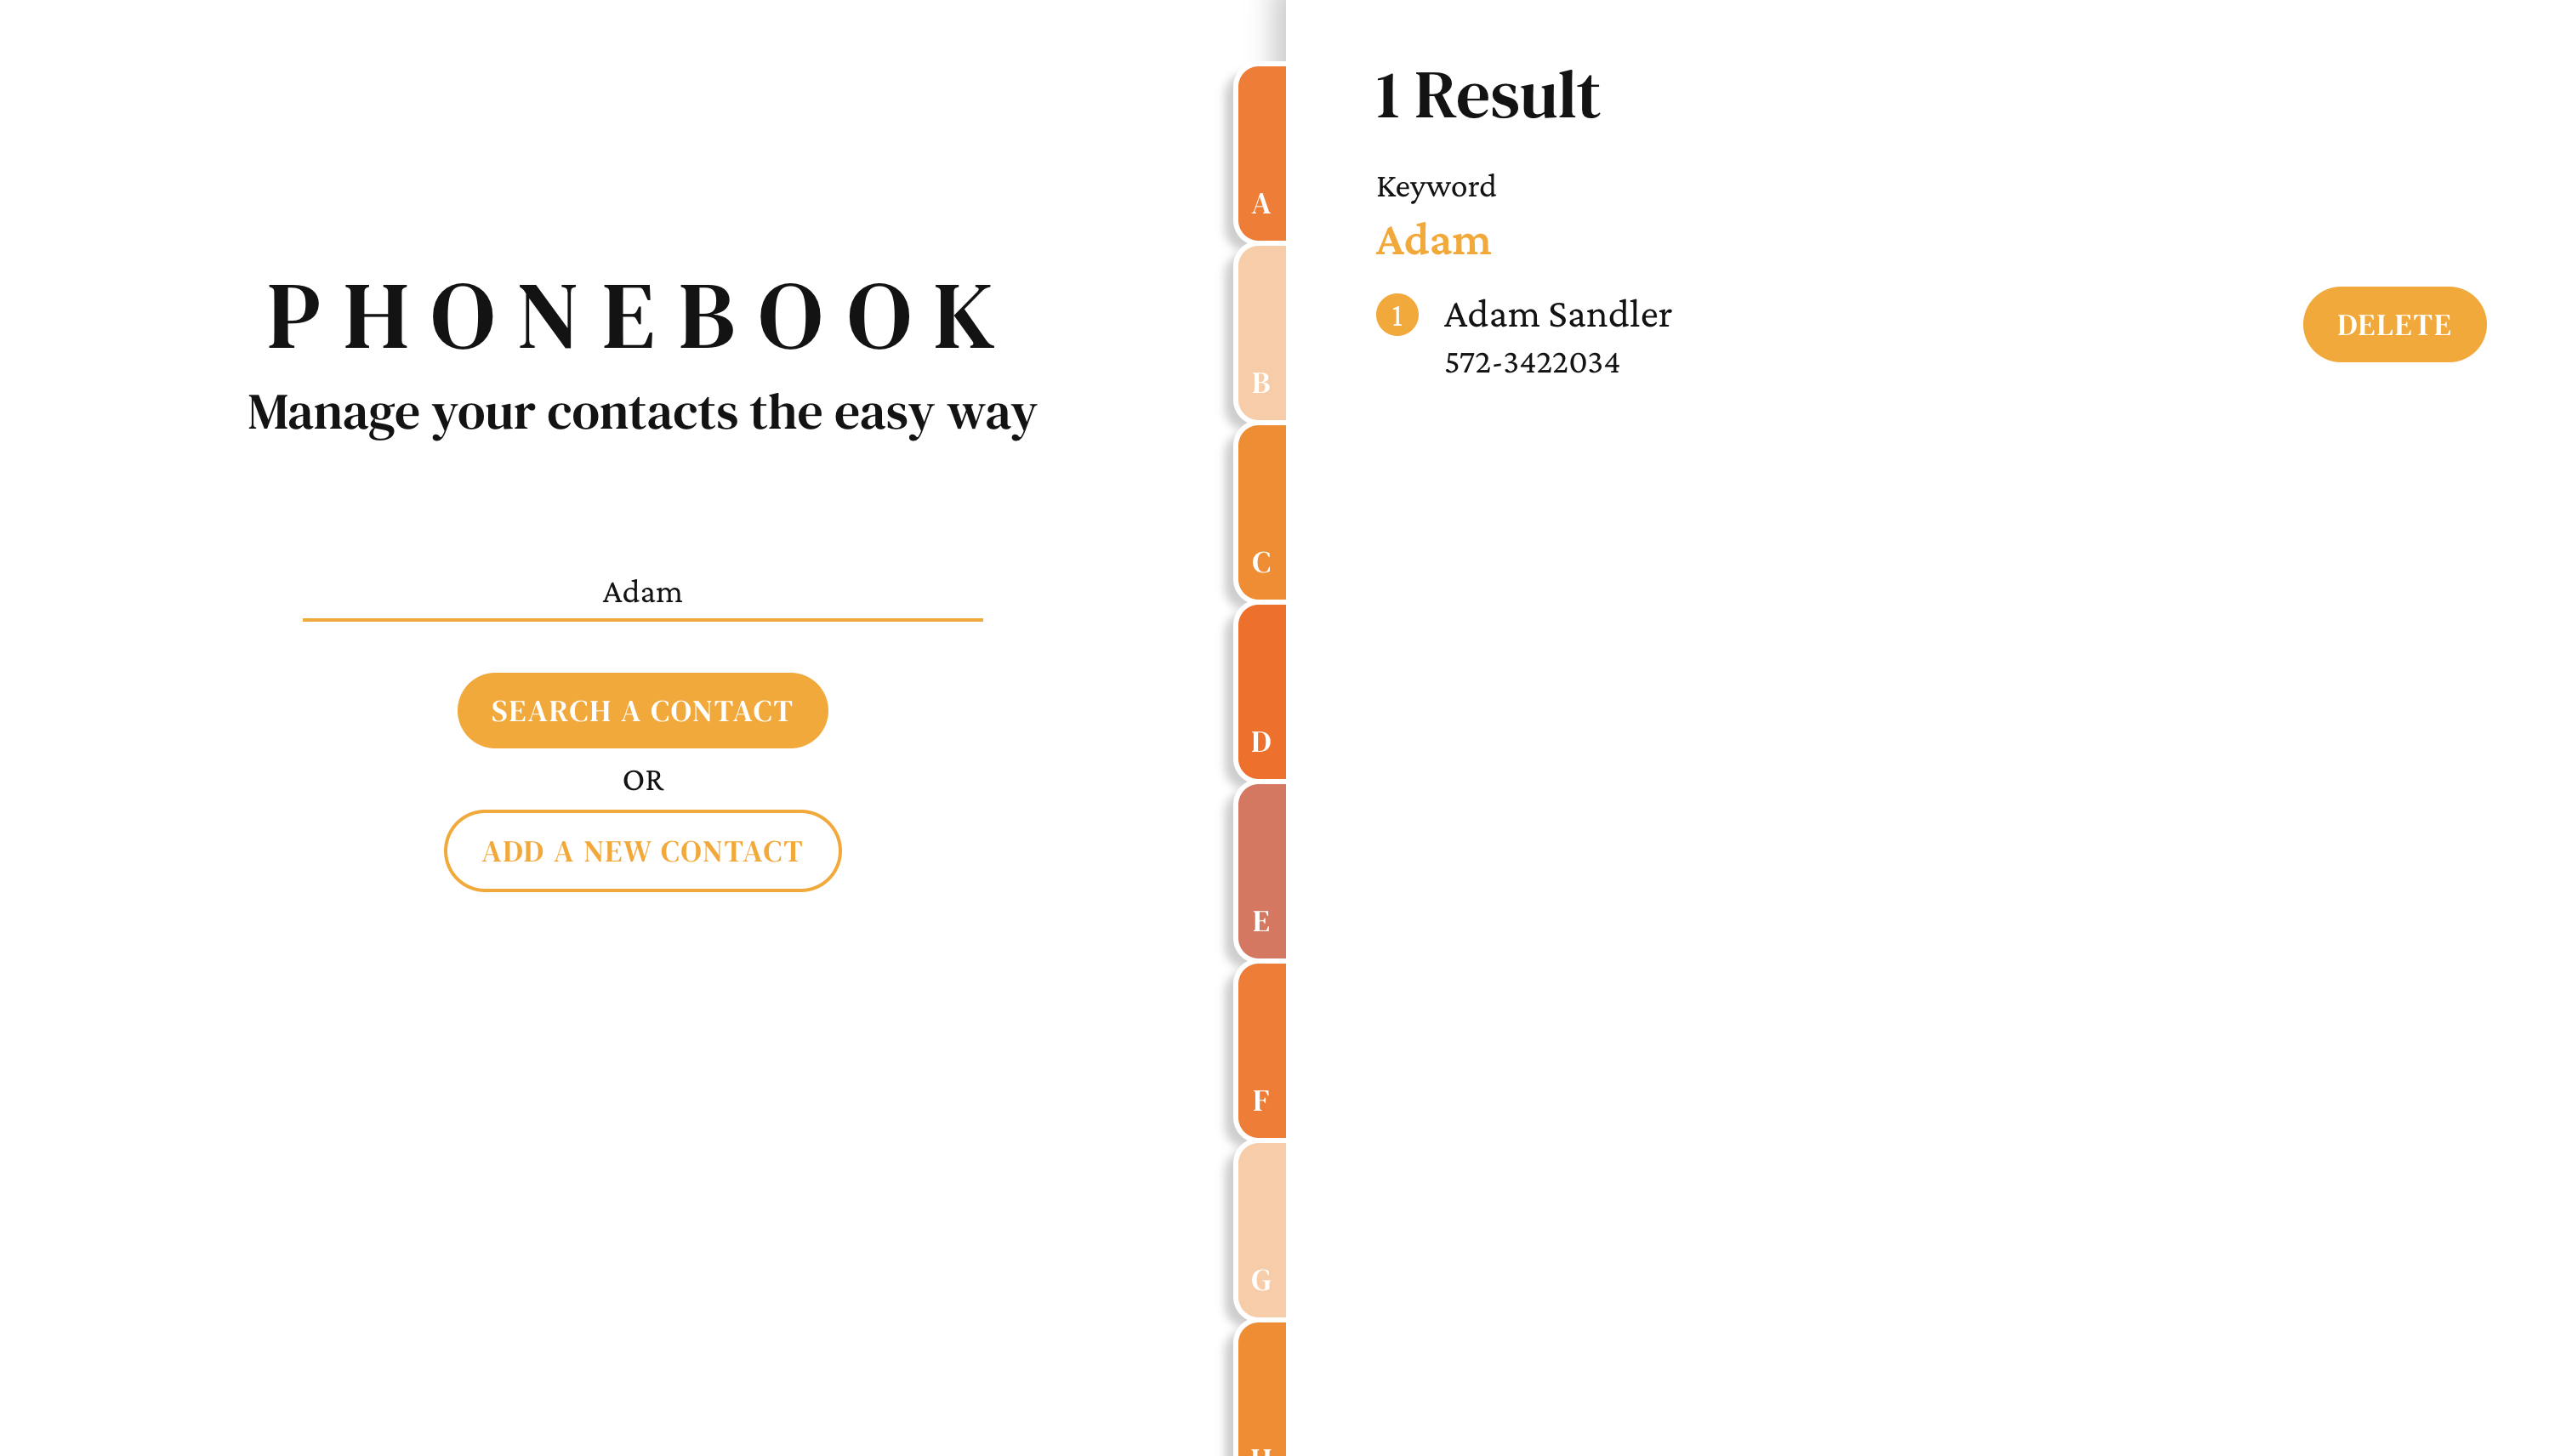 PHONEBOOK
Manage your contacts the easy way
Adam
SEARCH A CONTACT
OR
ADD A NEW CONTACT
A
B
C
D
E
F
G
1 Result
Keyword
Adam
1 Adam Sandler
572-3422034
DELETE